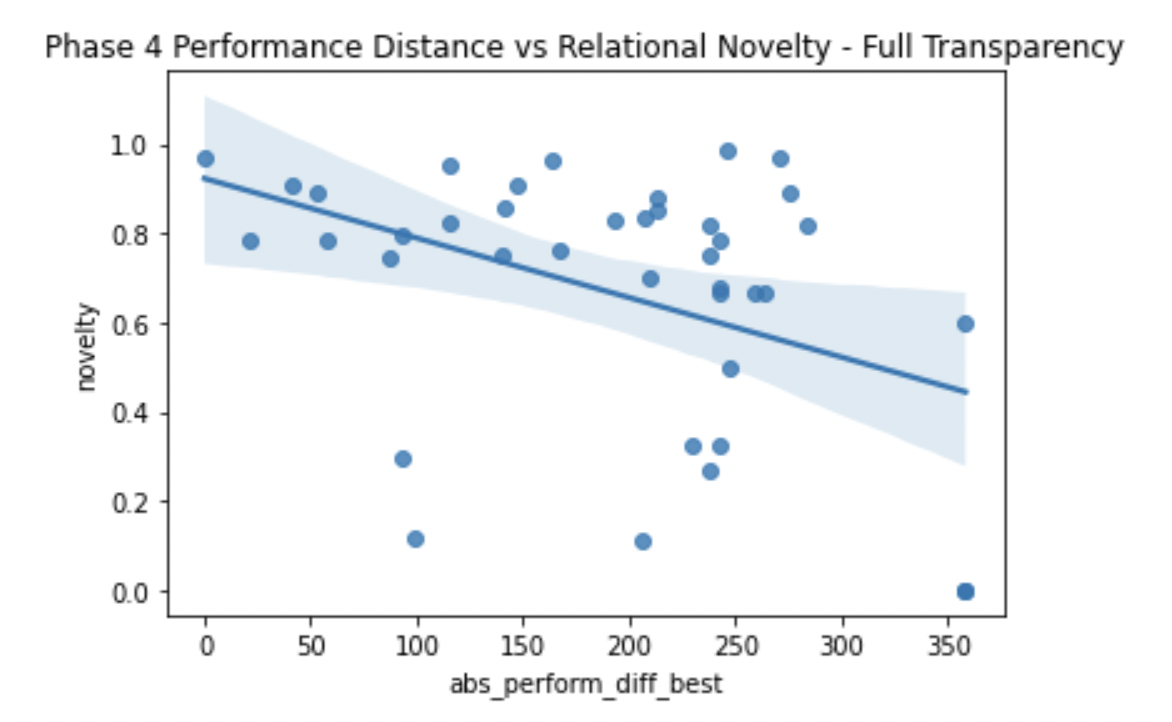 Phase 4 Performance Distance vs Relational Novelty - Full Transparency
1.0
0.8
0.6
0.4
0.2
0.0
novelty
0 50 100 150 200 250 300 350
abs_perform_diff_best